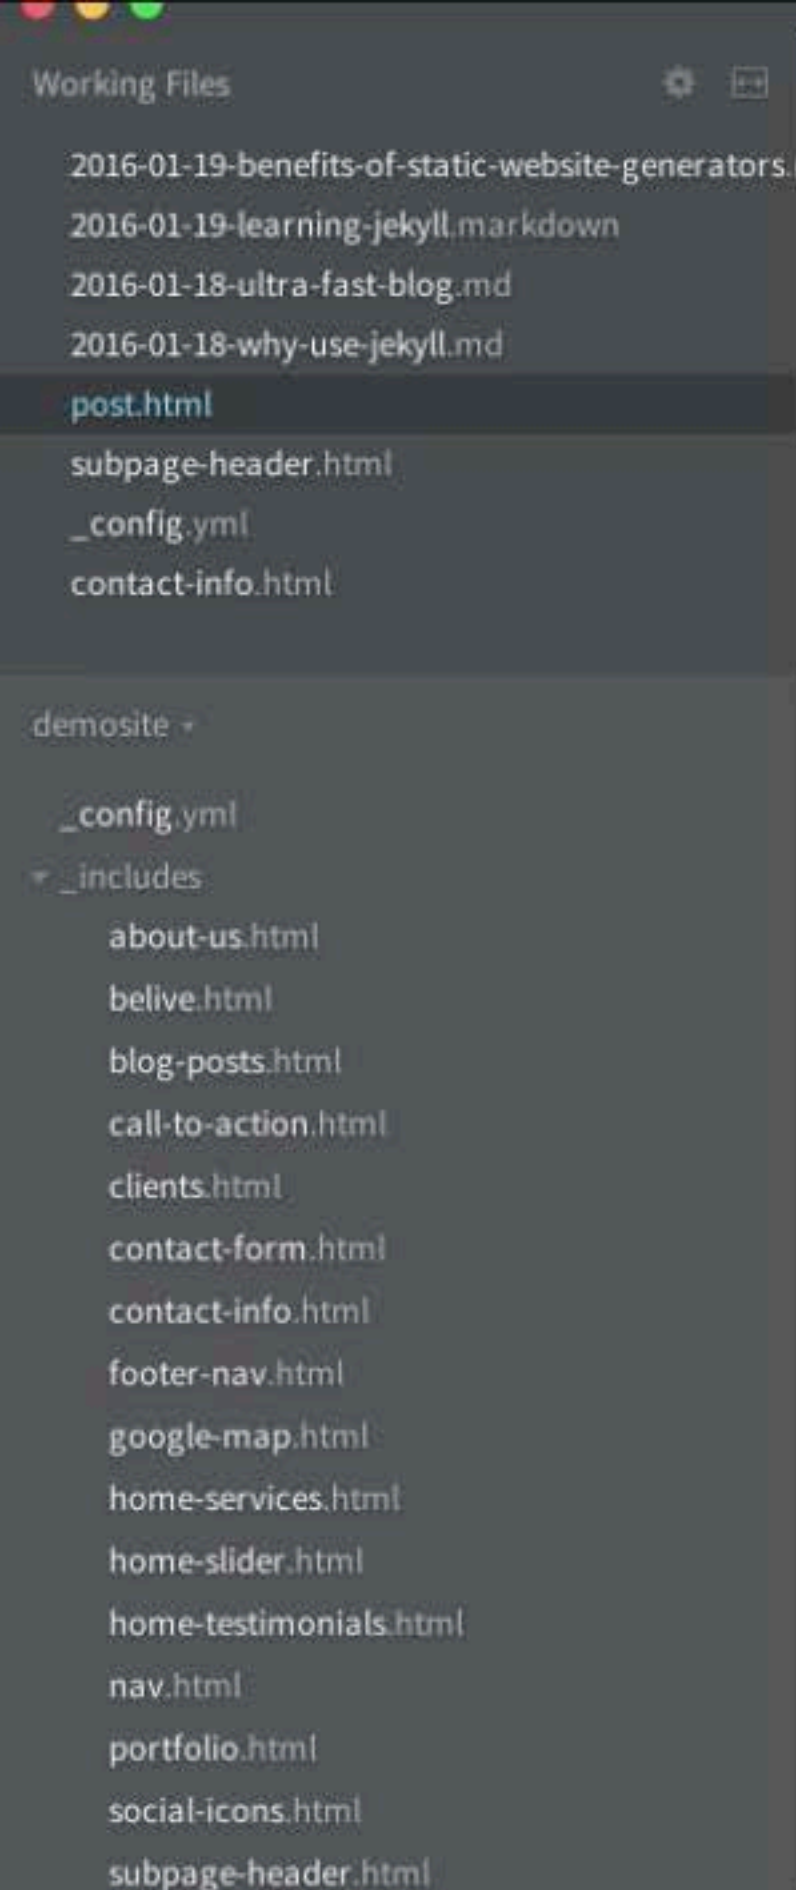 Working Files
2016-01-19-benefits-of-static-website-generators.
2016-01-19-learning-jekyll.markdown
2016-01-18-ultra-fast-blog.md
2016-01-18-why-use-jekyll.md
post.html
subpage-header.html
_config.yml
contact-info.html
demosite
_config.yml
_includes
about-us.html
belive.html
blog-posts.html
call-to-action.html
clients.html
contact-form.html
contact-info.html
footer-nav.html
google-map.html
home-services.html
home-slider.html
home-testimonials.html
nav.html
portfolio.html
social-icons.html
subpage-header.html